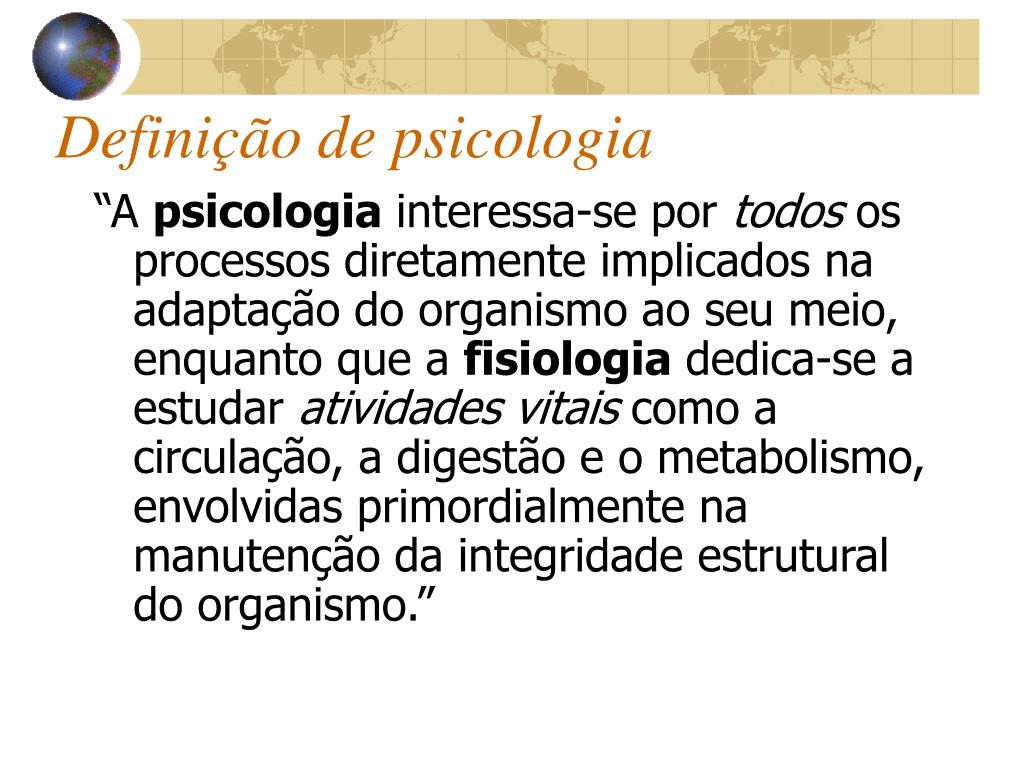 Definição de psicologia
“A psicologia interessa-se por todos os
processos diretamente implicados na
adaptação do organismo ao seu meio,
enquanto que a fisiologia dedica-se a
estudar atividades vitais como a
circulação, a digestão e o metabolismo,
envolvidas primordialmente na
manutenção da integridade estrutural
do organismo.”